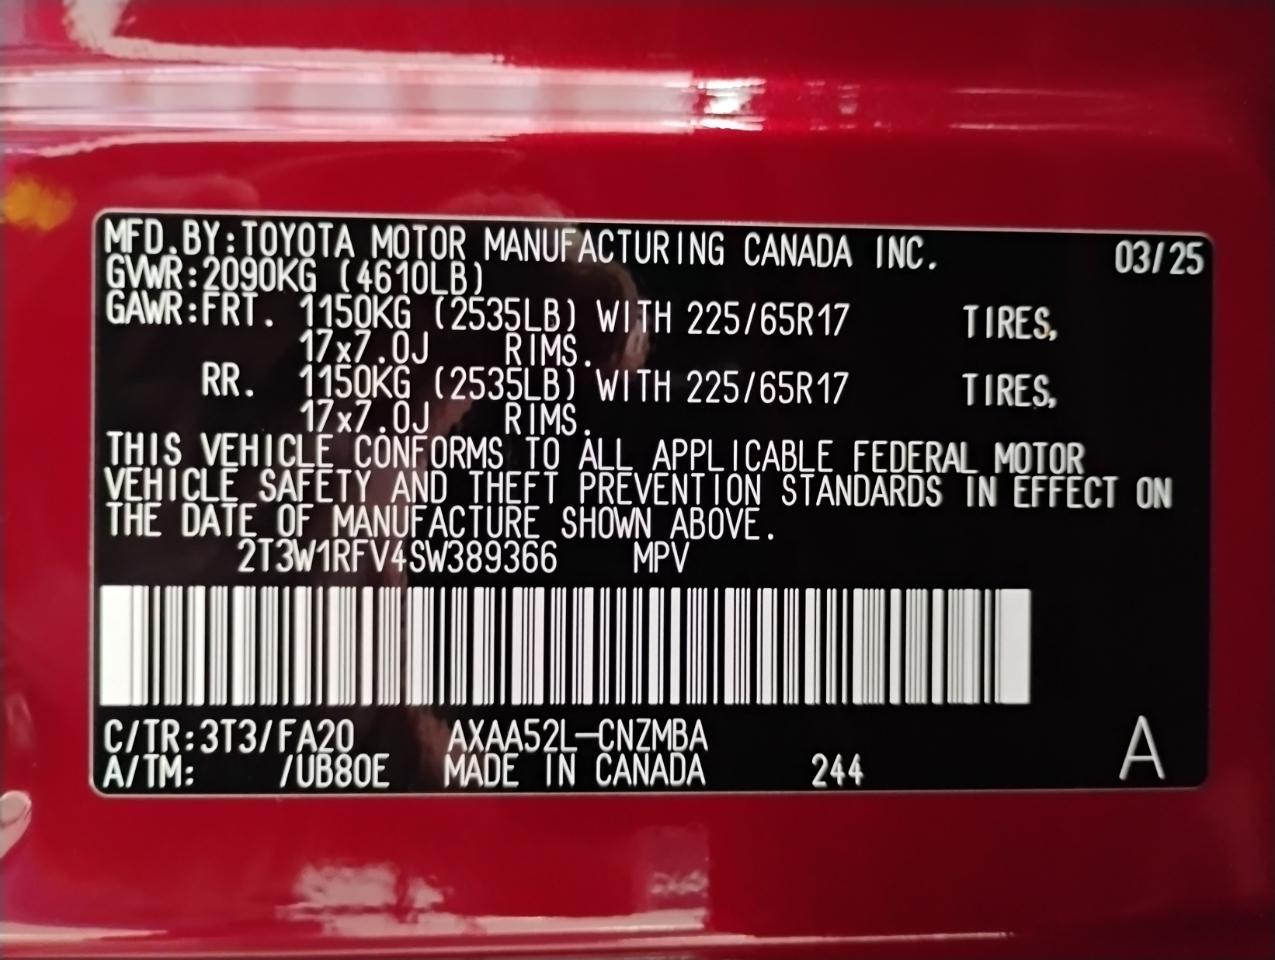 MFD.BY:TOYOTA MOTOR MANUFACTURING CANADA INC. 03/25
GVWR:2090KG (4610LB)
GAWR:FRT. 1150KG (2535LB) WITH 225/65R17 TIRES,
17x7.0J RIMS.
RR. 1150KG (2535LB) WITH 225/65R17 TIRES,
17x7.0J RIMS.
THIS VEHICLE CONFORMS TO ALL APPLICABLE FEDERAL MOTOR
VEHICLE SAFETY AND THEFT PREVENTION STANDARDS IN EFFECT ON
THE DATE OF MANUFACTURE SHOWN ABOVE.
2T3W1RFV4SW389366 MPV
C/TR:3T3/FA20 AXAA52L-CNZMBA
A/TM: /UB80E MADE IN CANADA 244 A